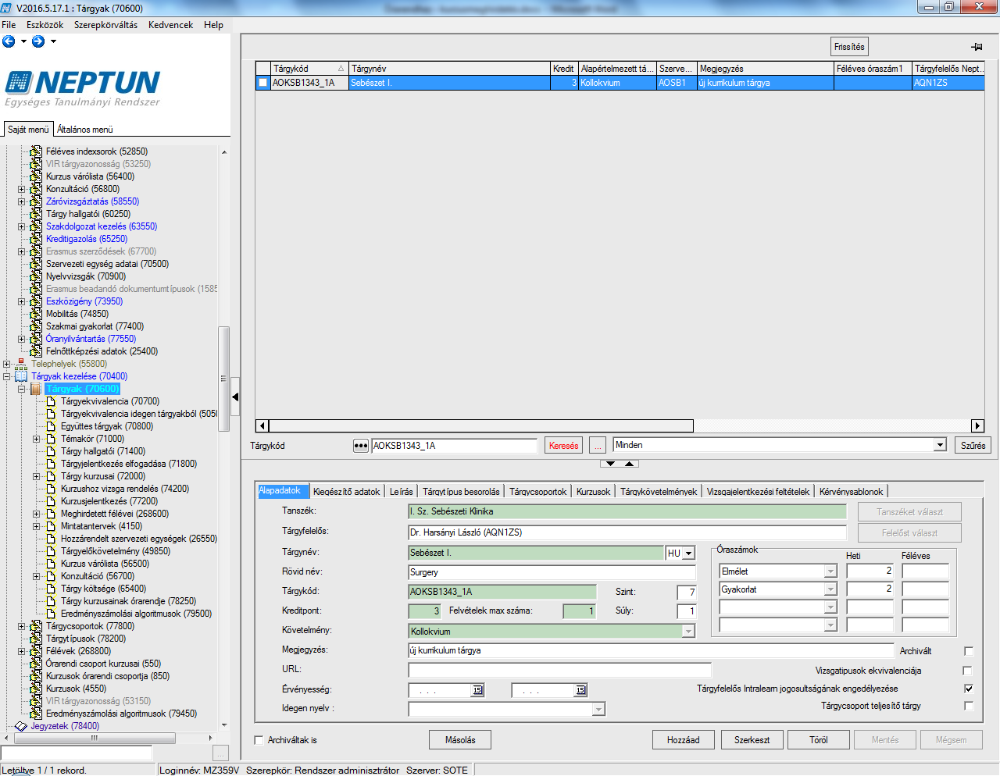 V2016.5.17.1 : Tárgyak (70600)
File Eszközök Szerepkörváltás Kedvencek Help
NEPTUN
Egységes Tanulmányi Rendszer
Saját menü Általános menü
Féléves indexsorok (52850)
VIR tárgyazonosság (53250)
Kurzus várólista (56400)
Konzultáció (56800)
Záróvizsgáztatás (58550)
Tárgy hallgatói (60250)
Szakdolgozat kezelés (63550)
Kreditigazolás (65250)
Erasmus szerződések (67700)
Szervezeti egység adatai (70500)
Nyelvvizsgák (70900)
Erasmus beadandó dokumentumtípusok (1585
Eszközigény (73950)
Mobilitás (74850)
Szakmai gyakorlat (77400)
Óranyilvántartás (77550)
Felnőttképzési adatok (25400)
Telephelyek (55800)
Tárgyak kezelése (70400)
Tárgyak (70600)
Tárgyekvivalencia (70700)
Tárgyekvivalencia idegen tárgyakból (5050
Együttes tárgyak (70800)
Témakör (71000)
Tárgy hallgatói (71400)
Tárgyjelentkezés elfogadása (71800)
Tárgy kurzusai (72000)
Kurzushoz vizsga rendelés (74200)
Kurzusjelentkezés (77200)
Meghirdetett félévei (268600)
Mintatantervek (4150)
Hozzárendelt szervezeti egységek (26550)
Tárgyelőkövetelmény (49850)
Kurzus várólista (56500)
Konzultáció (56700)
Tárgy költsége (65400)
Tárgy kurzusainak órarendje (78250)
Eredményszámolási algoritmusok (79500)
Tárgycsoportok (77800)
Tárgytípusok (78200)
Félévek (268800)
Órarendi csoport kurzusai (550)
Kurzusok órarendi csoportja (850)
Kurzusok (4550)
VIR tárgyazonosság (53150)
Eredményszámolási algoritmusok (79450)
Jegyzetek (78400)
...
Frissítés
Tárgykód Tárgynév Kredit Alapértelmezett tá... Szerve... Megjegyzés Féléves óraszám1 Tárgyfelelős Nept...
AOKSB1343_1A Sebészet I. 3 Kollokvium AOSB1 új kurrikulum tárgya AQN1ZS
Tárgykód ••• AOKSB1343_1A Keresés ... Minden Szűrés
Alapadatok Kiegészítő adatok Leírás Tárgytípus besorolás Tárgycsoportok Kurzusok Tárgykövetelmények Vizsgajelentkezési feltételek Kérvénysablonok
Tanszék: I. Sz. Sebészeti Klinika Tanszéket választ
Tárgyfelelős: Dr. Harsányi László (AQN1ZS) Felelőst választ
Tárgynév: Sebészet I. HU
Óraszámok Heti Féléves
Rövid név: Surgery Elmélet 2
Tárgykód: AOKSB1343_1A Szint: 7 Gyakorlat 2
Kreditpont: 3 Felvételek max száma: 1 Súly: 1
Követelmény: Kollokvium
Megjegyzés: új kurrikulum tárgya Archivált
URL: Vizsgatipusok ekvivalenciája
Érvényesség: . . . 15 . . . 15 Tárgyfelelős Intralearn jogosultságának engedélyezése
Idegen nyelv : Tárgycsoport teljesítő tárgy
Archiváltak is Másolás Hozzáad Szerkeszt Töröl Mentés Mégsem
Letöltve 1 / 1 rekord. Loginnév: MZ359V Szerepkör: Rendszer adminisztrátor Szerver: SOTE